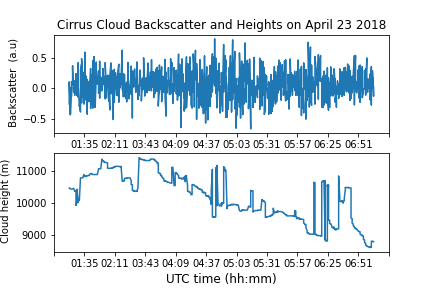 Cirrus Cloud Backscatter and Heights on April 23 2018
Backscatter (a.u)
0.5
0.0
−0.5
01:35 02:11 03:43 04:09 04:37 05:03 05:31 05:57 06:25 06:51
Cloud height (m)
11000
10000
9000
01:35 02:11 03:43 04:09 04:37 05:03 05:31 05:57 06:25 06:51
UTC time (hh:mm)